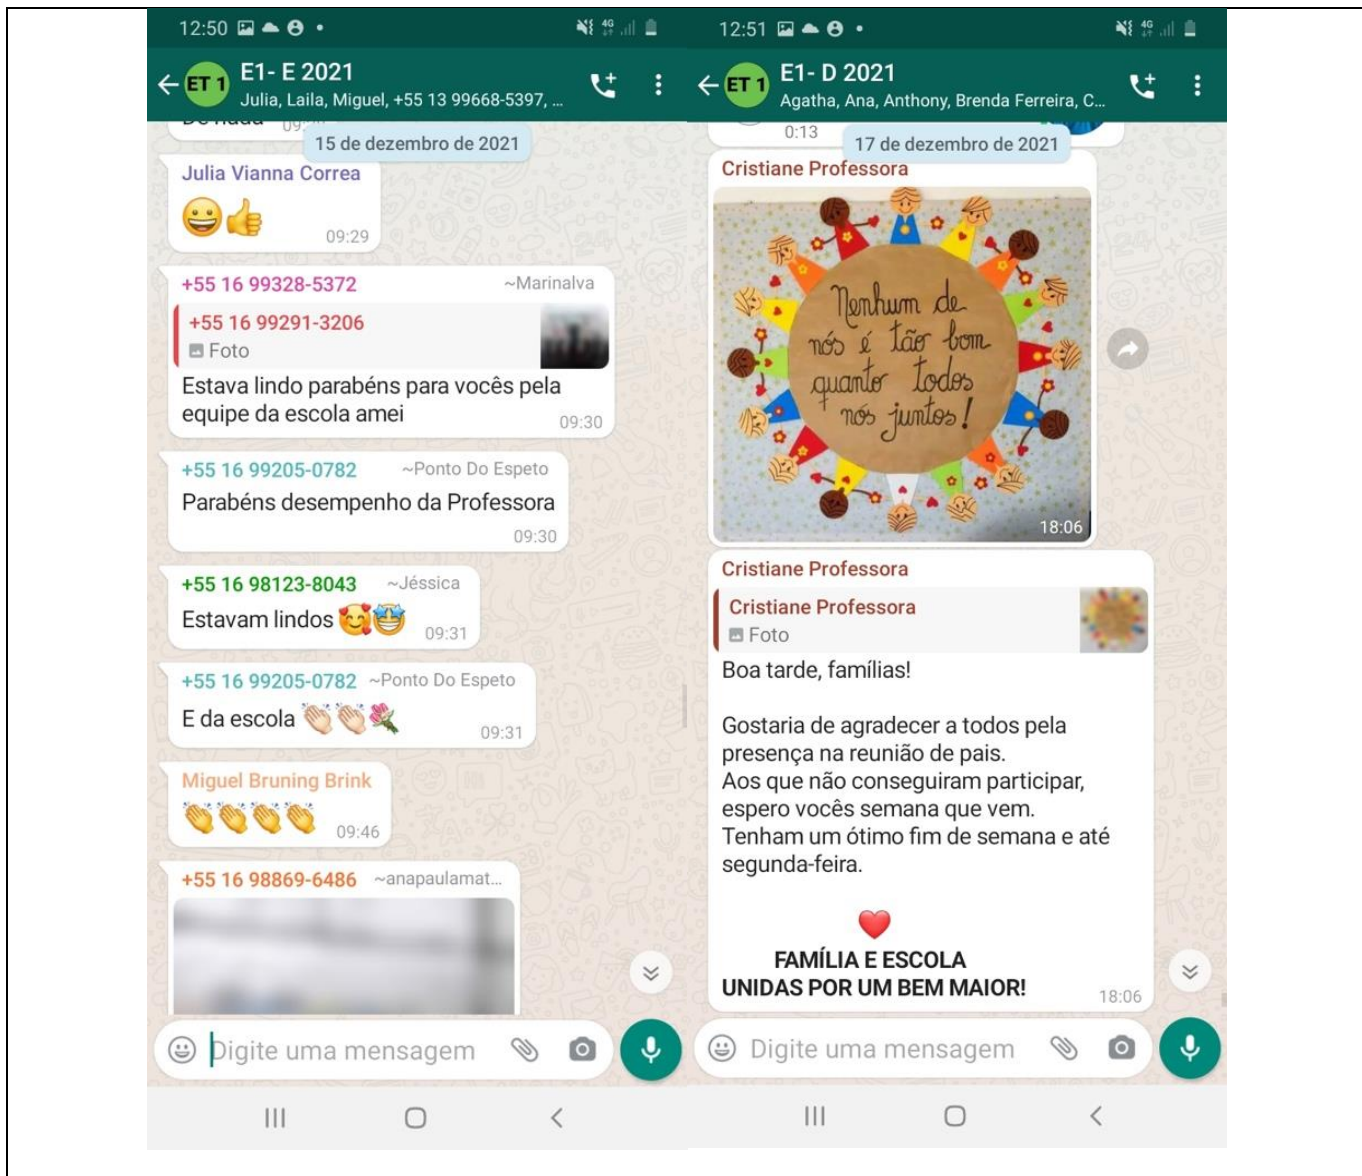 12:50
4G
ET 1
E1- E 2021
Julia, Laila, Miguel, +55 13 99668-5397, ...
De nada
15 de dezembro de 2021
Julia Vianna Correa
09:29
+55 16 99328-5372 ~Marinalva
+55 16 99291-3206
Foto
Estava lindo parabéns para vocês pela
equipe da escola amei
09:30
+55 16 99205-0782 ~Ponto Do Espeto
Parabéns desempenho da Professora
09:30
+55 16 98123-8043 ~Jéssica
Estavam lindos 🥰🤩 09:31
+55 16 99205-0782 ~Ponto Do Espeto
E da escola 👏🏻👏🏻💐 09:31
Miguel Bruning Brink
09:46
+55 16 98869-6486 ~anapaulamat...
Digite uma mensagem
12:51
4G
ET 1
E1- D 2021
Agatha, Ana, Anthony, Brenda Ferreira, C...
0:13
17 de dezembro de 2021
Cristiane Professora
Nenhum de
nós é tão bom
quanto todos
nós juntos!
18:06
Cristiane Professora
Cristiane Professora
Foto
Boa tarde, famílias!
Gostaria de agradecer a todos pela
presença na reunião de pais.
Aos que não conseguiram participar,
espero vocês semana que vem.
Tenham um ótimo fim de semana e até
segunda-feira.
FAMÍLIA E ESCOLA
UNIDAS POR UM BEM MAIOR!
18:06
Digite uma mensagem